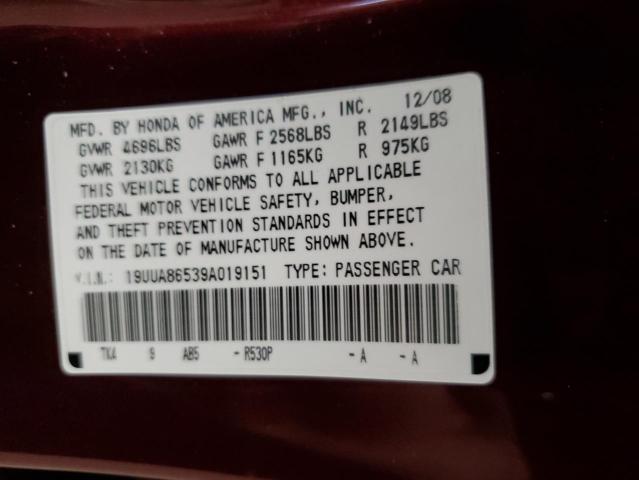 MFD. BY HONDA OF AMERICA MFG., INC. 12/08
GVWR 4696LBS GAWR F 2568LBS R 2149LBS
GVWR 2130KG GAWR F 1165KG R 975KG
THIS VEHICLE CONFORMS TO ALL APPLICABLE
FEDERAL MOTOR VEHICLE SAFETY, BUMPER,
AND THEFT PREVENTION STANDARDS IN EFFECT
ON THE DATE OF MANUFACTURE SHOWN ABOVE.
V.I.N.: 19UUA86539A019151 TYPE: PASSENGER CAR
TK4 9 AB5 -R530P -A -A